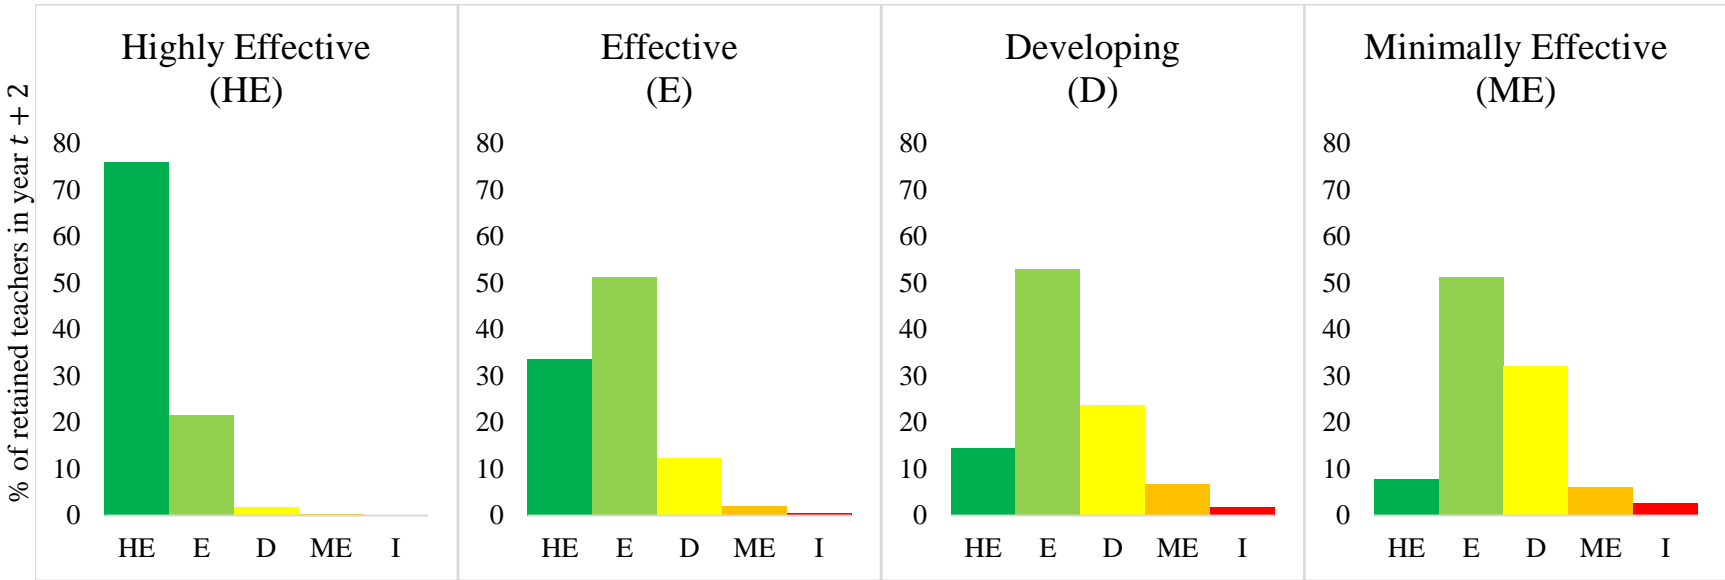 % of retained teachers in year t + 2
Highly Effective
(HE)
80
70
60
50
40
30
20
10
0
HE E D ME I
Effective
(E)
80
70
60
50
40
30
20
10
0
HE E D ME I
Developing
(D)
80
70
60
50
40
30
20
10
0
HE E D ME I
Minimally Effective
(ME)
80
70
60
50
40
30
20
10
0
HE E D ME I